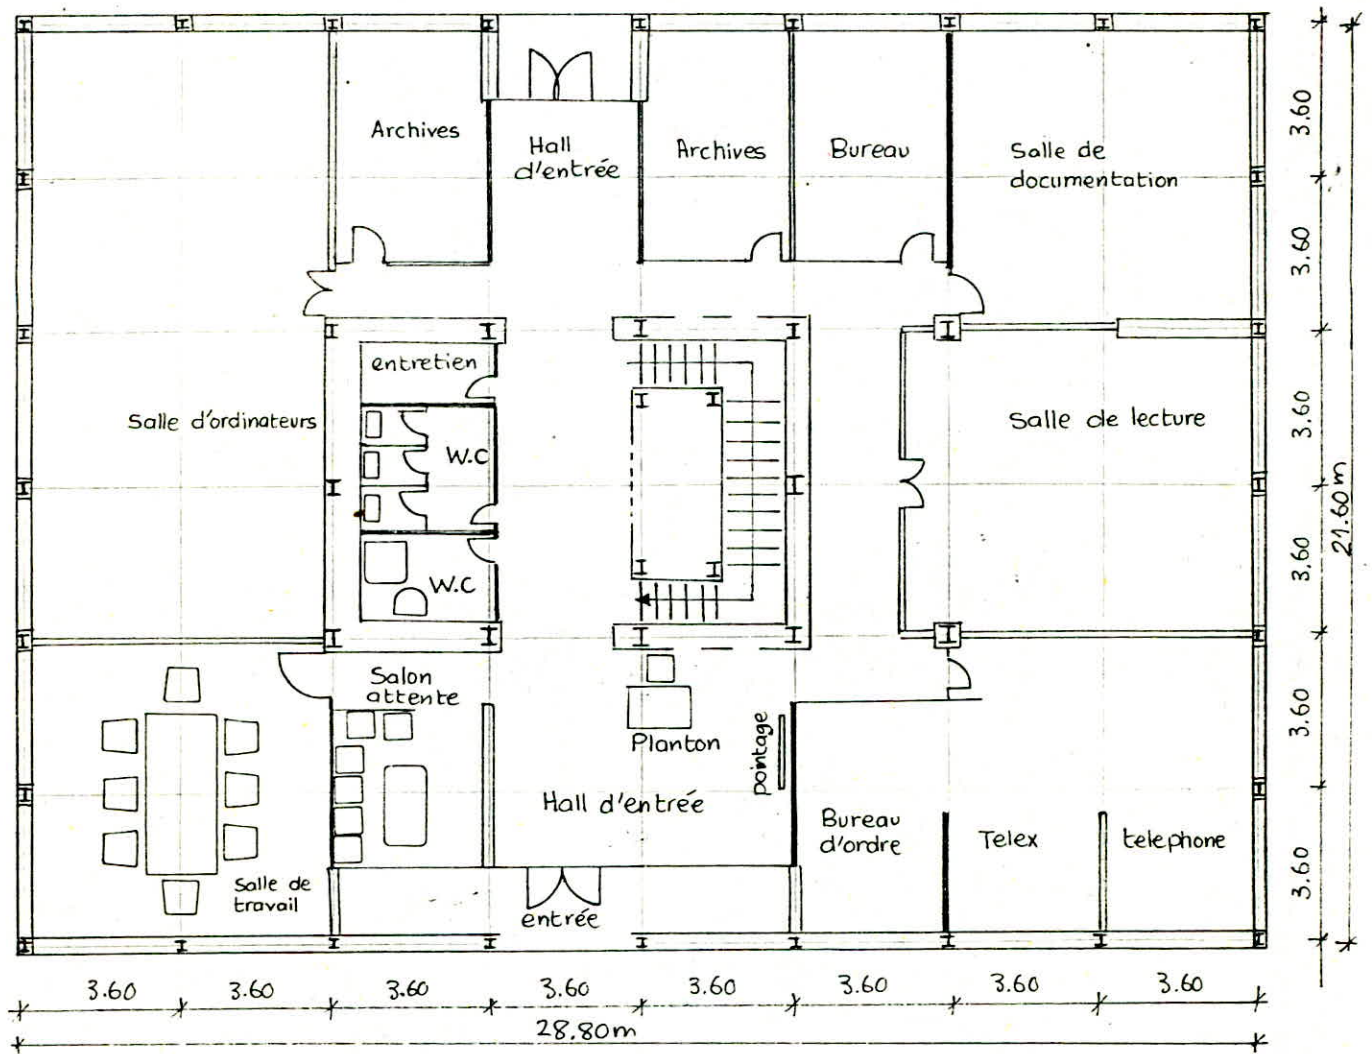 Archives
Hall
d'entrée
Archives
Bureau
Salle de
documentation
entretien
Salle d'ordinateurs
W.C
W.C
Salle de lecture
Salon
attente
Planton
pointage
Hall d'entrée
Bureau
d'ordre
Telex
telephone
Salle de
travail
entrée
3.60
3.60
3.60
3.60
3.60
3.60
21.60m
3.60
3.60
3.60
3.60
3.60
3.60
3.60
3.60
28.80m